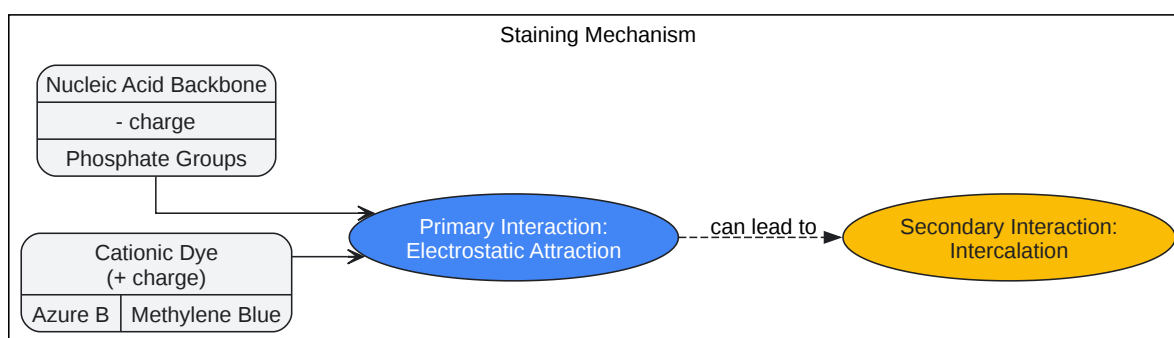 Staining Mechanism
Nucleic Acid Backbone
- charge
Phosphate Groups
Cationic Dye
(+ charge)
Azure B
Methylene Blue
Primary Interaction:
Electrostatic Attraction
can lead to
Secondary Interaction:
Intercalation